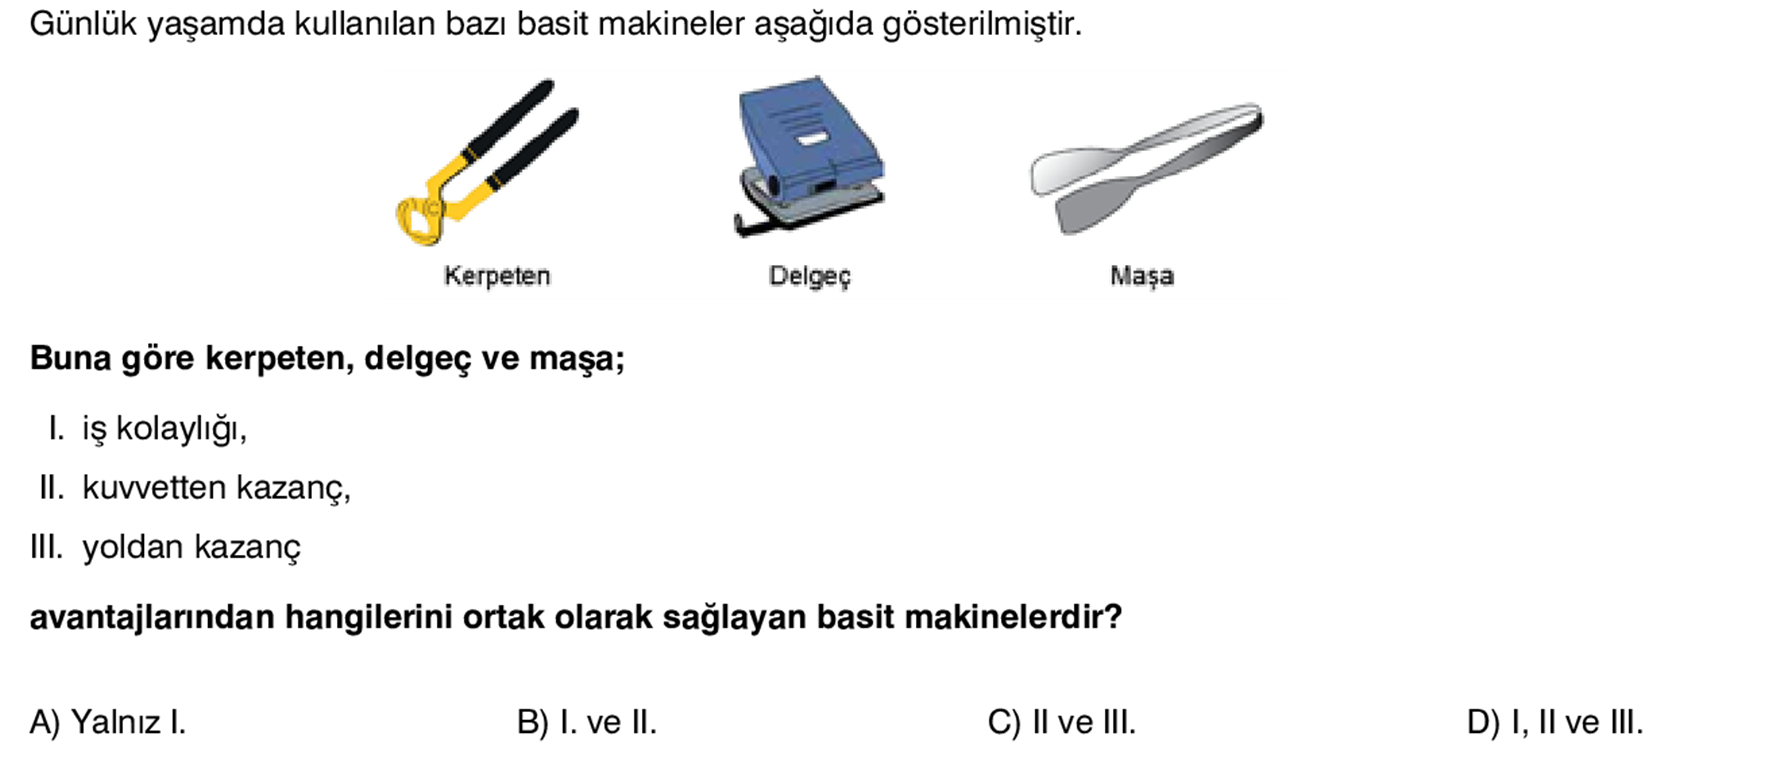 Günlük yaşamda kullanılan bazı basit makineler aşağıda gösterilmiştir.
Kerpeten Delgeç Maşa
Buna göre kerpeten, delgeç ve maşa;
I. iş kolaylığı,
II. kuvvetten kazanç,
III. yoldan kazanç
avantajlarından hangilerini ortak olarak sağlayan basit makinelerdir?
A) Yalnız I. B) I. ve II. C) II ve III. D) I, II ve III.